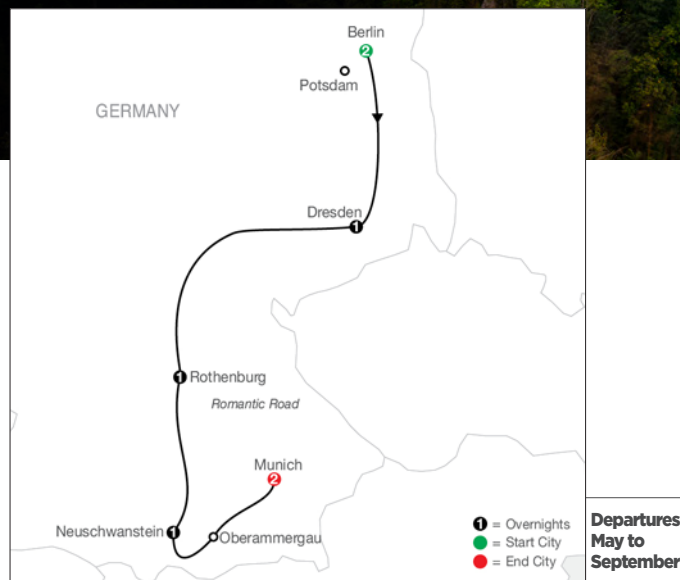 Berlin
2
Potsdam
GERMANY
Dresden
1
1 Rothenburg
Romantic Road
Munich
2
Neuschwanstein 1
Oberammergau
1 = Overnights
= Start City
= End City
Departures
May to
September